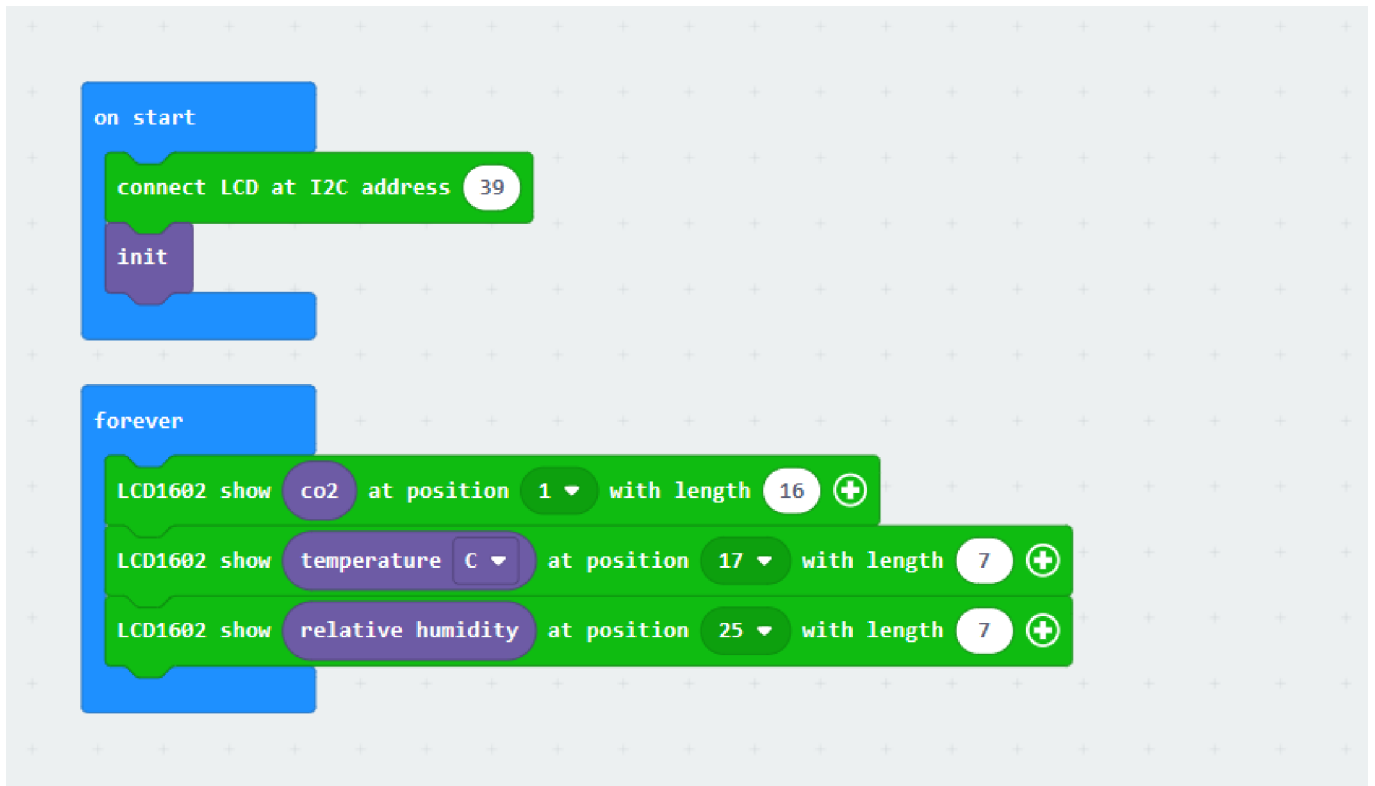 on start
connect LCD at I2C address 39
init
forever
LCD1602 show co2 at position 1 with length 16
LCD1602 show temperature C at position 17 with length 7
LCD1602 show relative humidity at position 25 with length 7